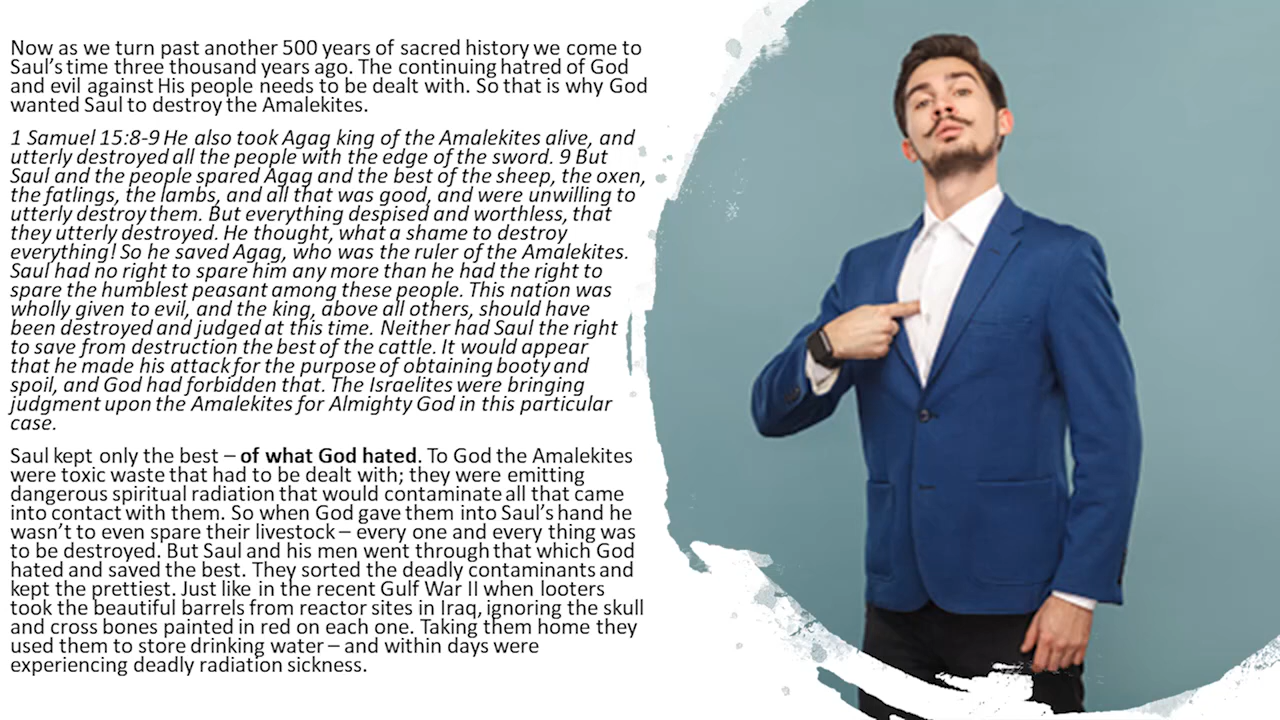 Now as we turn past another 500 years of sacred history we come to
Saul's time three thousand years ago. The continuing hatred of God
and evil against His people needs to be dealt with. So that is why God
wanted Saul to destroy the Amalekites.
1 Samuel 15:8-9 He also took Agag king of the Amalekites alive, and
utterly destroyed all the people with the edge of the sword. 9 But
Saul and the people spared Agag and the best of the sheep, the oxen,
the fatlings, the lambs, and all that was good, and were unwilling to
utterly destroy them. But everything despised and worthless, that
they utterly destroyed. He thought, what a shame to destroy
everything! So he saved Agag, who was the ruler of the Amalekites.
Saul had no right to spare him any more than he had the right to
spare the humblest peasant among these people. This nation was
wholly given to evil, and the king, above all others, should have
been destroyed and judged at this time. Neither had Saul the right
to save from destruction the best of the cattle. It would appear
that he made his attack for the purpose of obtaining booty and
spoil, and God had forbidden that. The Israelites were bringing
judgment upon the Amalekites for Almighty God in this particular
case.
Saul kept only the best – of what God hated. To God the Amalekites
were toxic waste that had to be dealt with; they were emitting
dangerous spiritual radiation that would contaminate all that came
into contact with them. So when God gave them into Saul's hand he
wasn't to even spare their livestock – every one and every thing was
to be destroyed. But Saul and his men went through that which God
hated and saved the best. They sorted the deadly contaminants and
kept the prettiest. Just like in the recent Gulf War II when looters
took the beautiful barrels from reactor sites in Iraq, ignoring the skull
and cross bones painted in red on each one. Taking them home they
used them to store drinking water – and within days were
experiencing deadly radiation sickness.